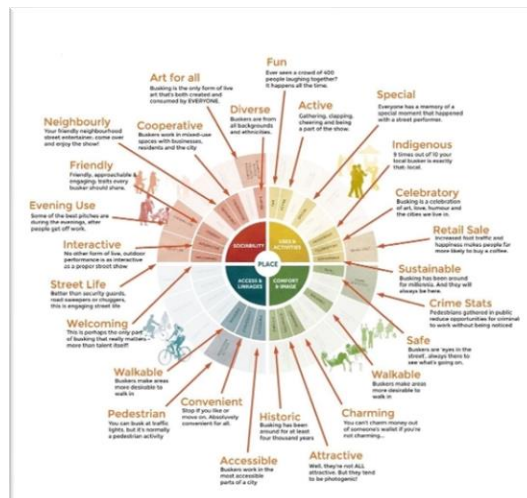 Fun
Ever seen a crowd of 400
people laughing together?
It happens all the time.
Art for all
Busking is the only form of live
art that's both created and
consumed by EVERYONE.
Diverse
Buskers are from
all backgrounds
and ethnicities.
Active
Gathering, clapping,
cheering and being
a part of the show.
Special
Everyone has a memory of a
special moment that happened
with a street performer.
Neighbourly
Your friendly neighbourhood
street entertainer: come over
and enjoy the show!
Cooperative
Buskers work in mixed-use
spaces with businesses,
residents and the city
Indigenous
9 times out of 10 your
local busker is exactly
that: local.
Friendly
Friendly, approachable &
engaging: traits every
busker should share.
Celebratory
Busking is a celebration
of art, love, humour and
the cities we live in.
Evening Use
Some of the best pitches are
during the evenings, after
people get off work.
Retail Sale
Increased foot traffic and
happiness makes people far
more likely to buy a coffee.
Interactive
No other form of live, outdoor
performance is as interactive
as a proper street show
SOCIABILITY
USES &
ACTIVITIES
PLACE
ACCESS &
LINKAGES
COMFORT
& IMAGE
Sustainable
Busking has been around
for millennia. And they will
always be here.
Street Life
Better than security guards,
road sweepers or chuggers,
this is engaging street life
Crime Stats
Pedestrians gathered in public
reduce opportunities for criminals
to work without being noticed
Welcoming
This is perhaps the only part
of busking that really matters,
more than talent itself!
Safe
Buskers are 'eyes in the
street', always there to see
what's going on.
Walkable
Buskers make areas
more desirable to
walk in
Walkable
Buskers make areas
more desirable to
walk in
Pedestrian
You can busk at traffic
lights, but it's normally
a pedestrian activity
Convenient
Stop if you like or
move on. Absolutely
convenient for all.
Historic
Busking has been
around for at least
four thousand years
Charming
You can't charm money out
of someone's wallet if you're
not charming...
Accessible
Buskers work in
the most accessible
parts of a city
Attractive
Well, they're not ALL
attractive. But they tend
to be photogenic!